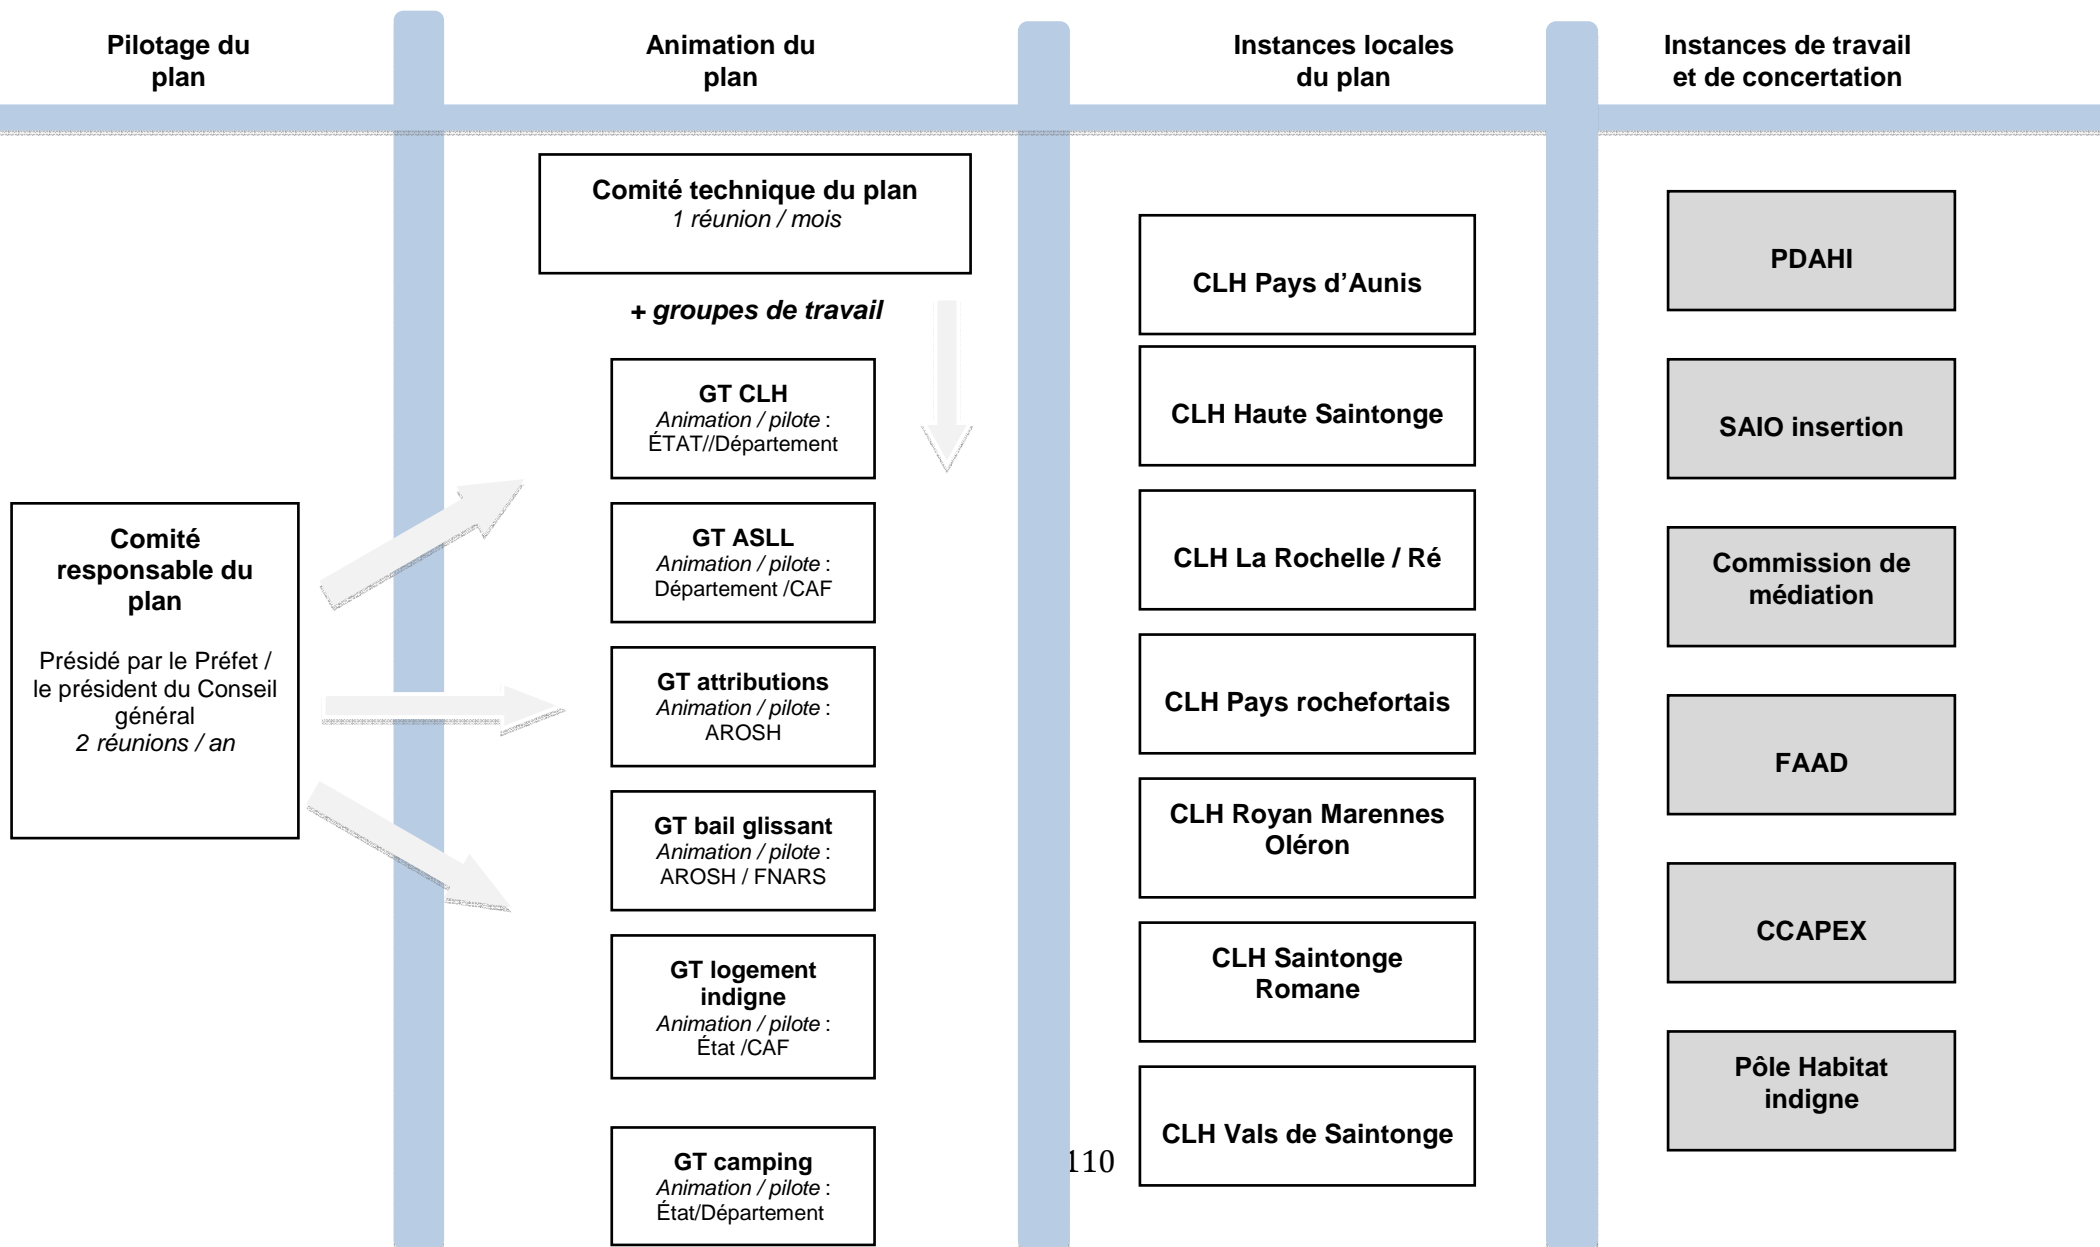 Pilotage du
plan
Animation du
plan
Instances locales
du plan
Instances de travail
et de concertation
Comité
responsable du
plan
Présidé par le Préfet /
le président du Conseil
général
2 réunions / an
Comité technique du plan
1 réunion / mois
+ groupes de travail
GT CLH
Animation / pilote :
ÉTAT//Département
GT ASLL
Animation / pilote :
Département /CAF
GT attributions
Animation / pilote :
AROSH
GT bail glissant
Animation / pilote :
AROSH / FNARS
GT logement
indigne
Animation / pilote :
État /CAF
GT camping
Animation / pilote :
État/Département
CLH Pays d’Aunis
CLH Haute Saintonge
CLH La Rochelle / Ré
CLH Pays rochefortais
CLH Royan Marennes
Oléron
CLH Saintonge
Romane
CLH Vals de Saintonge
PDAHI
SAIO insertion
Commission de
médiation
FAAD
CCAPEX
Pôle Habitat
indigne
110